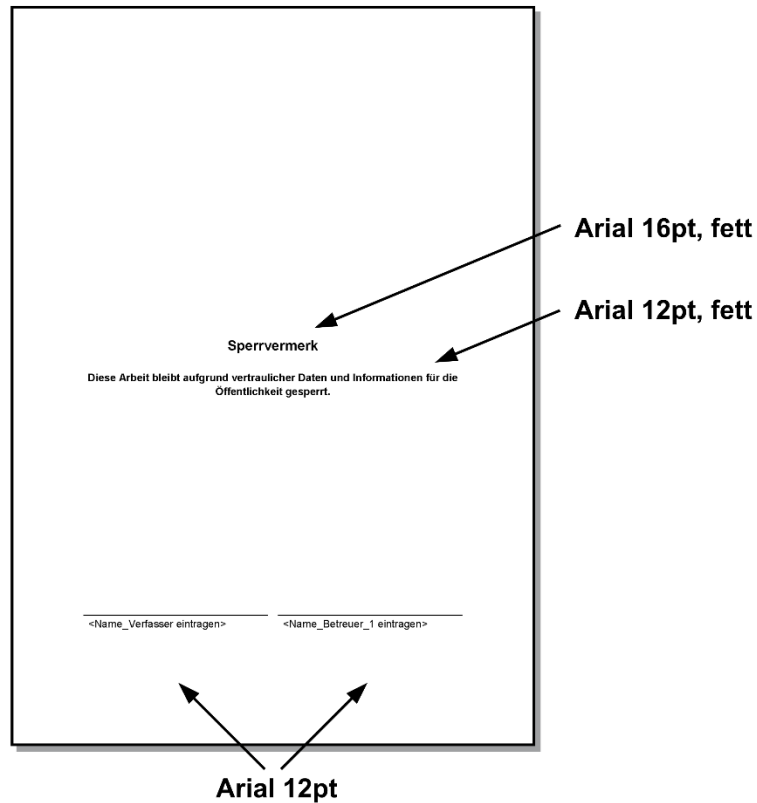 Arial 16pt, fett
Arial 12pt, fett
Sperrvermerk
Diese Arbeit bleibt aufgrund vertraulicher Daten und Informationen für die
Öffentlichkeit gesperrt.
<Name_Verfasser eintragen> <Name_Betreuer_1 eintragen>
Arial 12pt